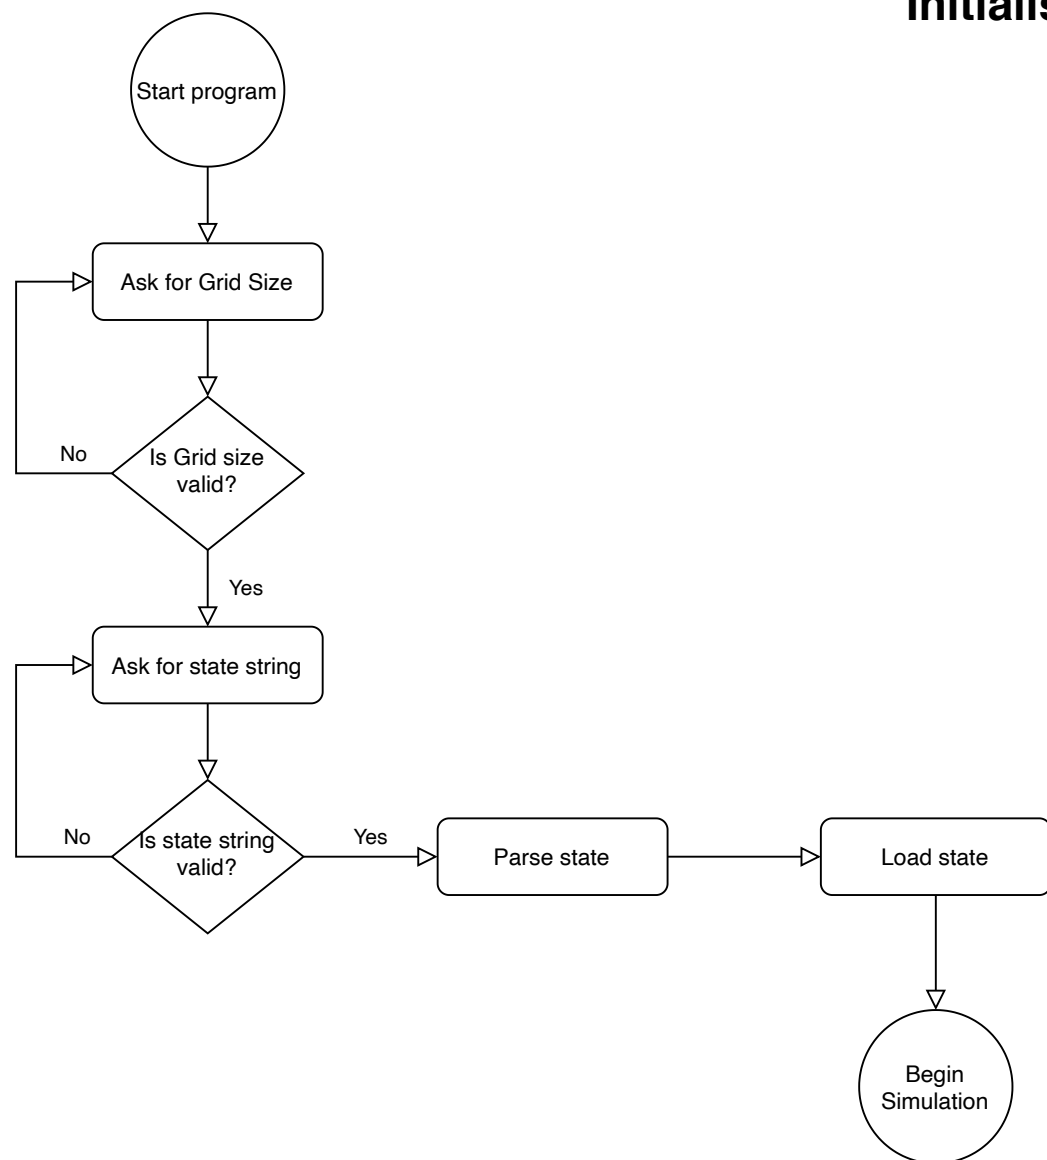 Initialis
Start program
Ask for Grid Size
Is Grid size
valid?
No
Yes
Ask for state string
Is state string
valid?
No
Yes
Parse state
Load state
Begin
Simulation